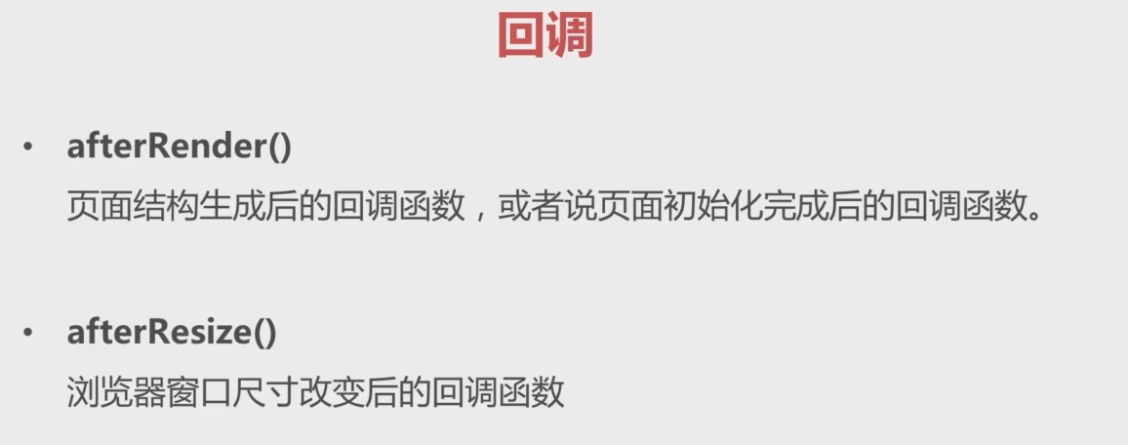 回调
• afterRender()
页面结构生成后的回调函数，或者说页面初始化完成后的回调函数。
• afterResize()
浏览器窗口尺寸改变后的回调函数